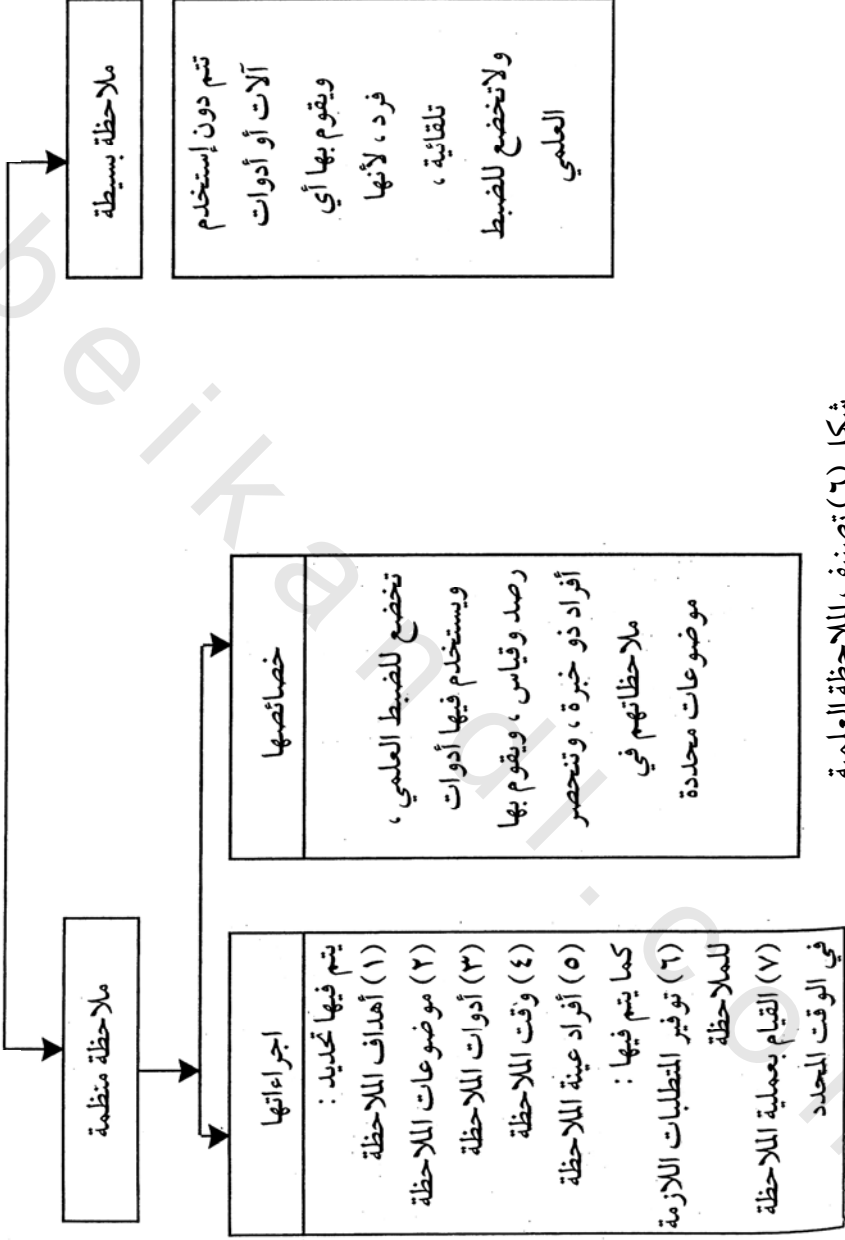 ملاحظة بسيطة
تتم دون إستخدم
آلات أو أدوات
ويقوم بها أي
فرد ، لأنها
تلقائية ،
ولاتخضع للضبط
العلمي
ملاحظة منظمة
خصائصها
تخضع للضبط العلمي ،
ويستخدم فيها أدوات
رصد وقياس ، ويقوم بها
أفراد ذو خبرة ، وتنحصر
ملاحظاتهم في
موضوعات محددة
اجراءاتها
يتم فيها تحديد :
(١) أهداف الملاحظة
(٢) موضوعات الملاحظة
(٣) أدوات الملاحظة
(٤) وقت الملاحظة
(٥) أفراد عينة الملاحظة
كما يتم فيها :
(٦) توفير المتطلبات اللازمة
للملاحظة
(٧) القيام بعملية الملاحظة
في الوقت المحدد
شكل (٦) تصنيف الملاحظة العلمية
beikandl.com